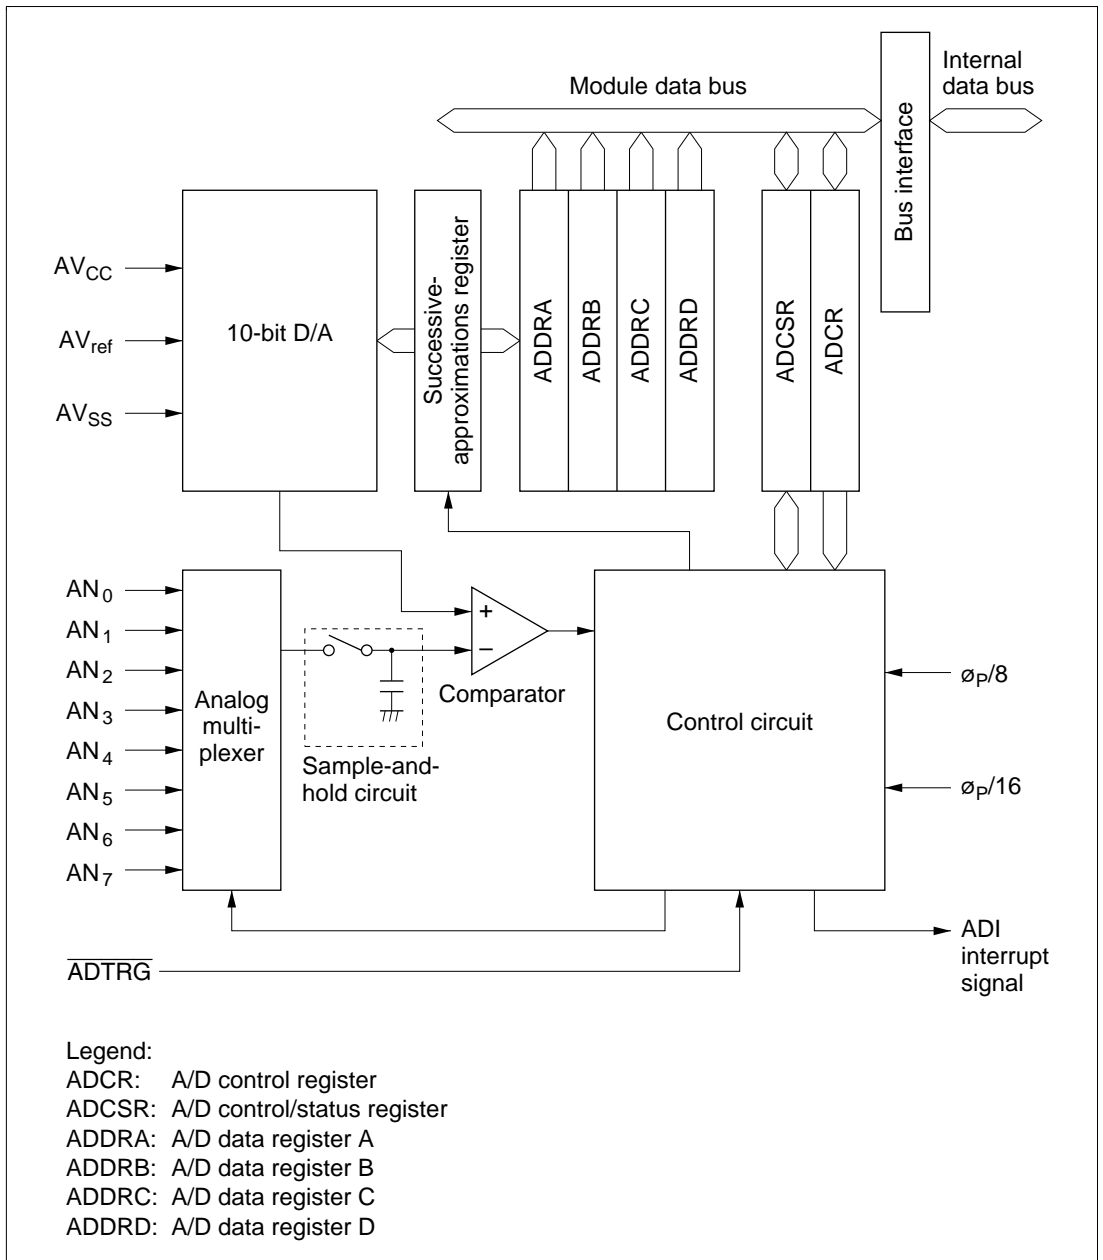 Module data bus
Internal
data bus
Bus interface
AVCC
AVref
AVSS
10-bit D/A
Successive-
approximations register
ADDRA
ADDRB
ADDRC
ADDRD
ADCSR
ADCR
AN0
AN1
AN2
AN3
AN4
AN5
AN6
AN7
Analog
multi-
plexer
Sample-and-
hold circuit
+
−
Comparator
Control circuit
øP/8
øP/16
ADTRG
ADI
interrupt
signal
Legend:
ADCR: A/D control register
ADCSR: A/D control/status register
ADDRA: A/D data register A
ADDRB: A/D data register B
ADDRC: A/D data register C
ADDRD: A/D data register D